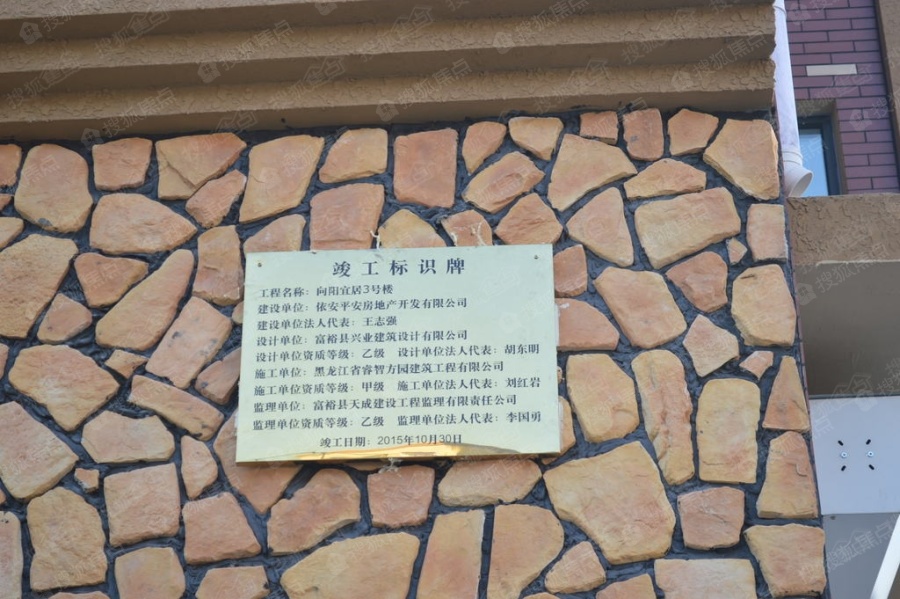 竣工标识牌
工程名称：向阳宜居3号楼
建设单位：依安平安房地产开发有限公司
建设单位法人代表：王志强
设计单位：富裕县兴业建筑设计有限公司
设计单位资质等级：乙级　设计单位法人代表：胡东明
施工单位：黑龙江省睿智方园建筑工程有限公司
施工单位资质等级：甲级　施工单位法人代表：刘红岩
监理单位：富裕县天成建设工程监理有限责任公司
监理单位资质等级：乙级　监理单位法人代表：李国勇
竣工日期：2015年10月30日
搜狐焦点